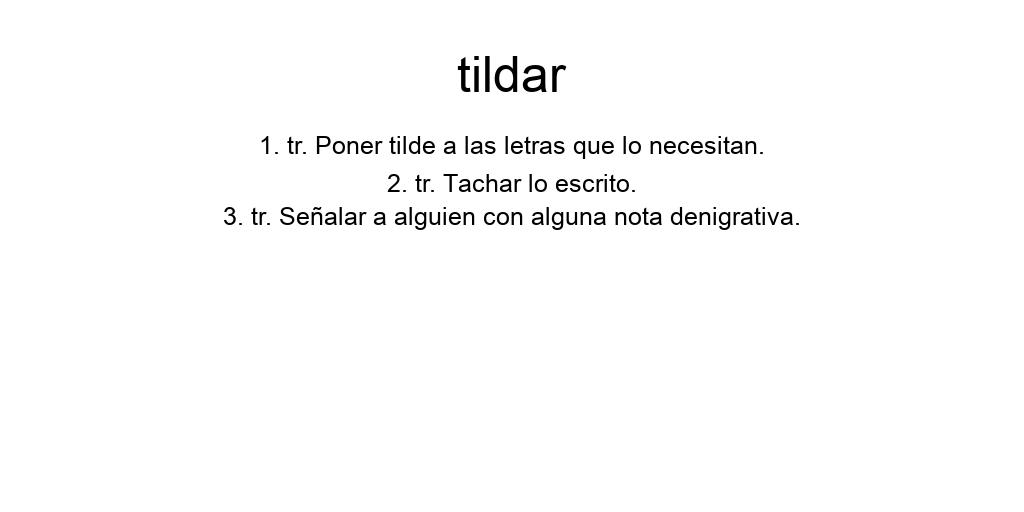 tildar
1. tr. Poner tilde a las letras que lo necesitan.
2. tr. Tachar lo escrito.
3. tr. Señalar a alguien con alguna nota denigrativa.